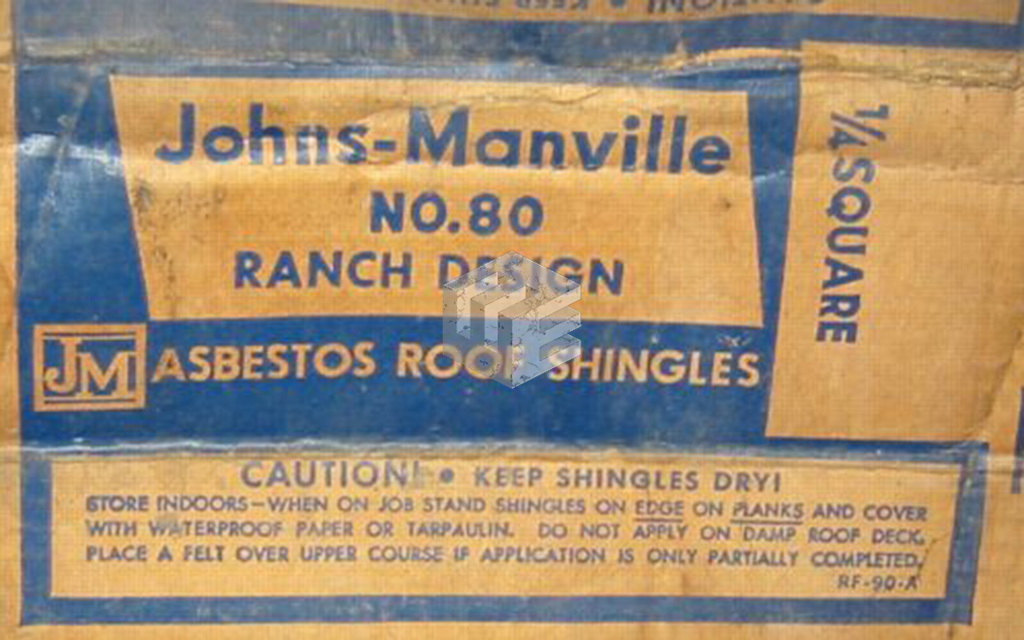 Johns-Manville
NO.80
RANCH DESIGN
1/4 SQUARE
JM
ASBESTOS ROOF SHINGLES
CAUTION! • KEEP SHINGLES DRY!
STORE INDOORS—WHEN ON JOB STAND SHINGLES ON EDGE ON PLANKS AND COVER
WITH WATERPROOF PAPER OR TARPAULIN. DO NOT APPLY ON DAMP ROOF DECK.
PLACE A FELT OVER UPPER COURSE IF APPLICATION IS ONLY PARTIALLY COMPLETED.
RF-90-A